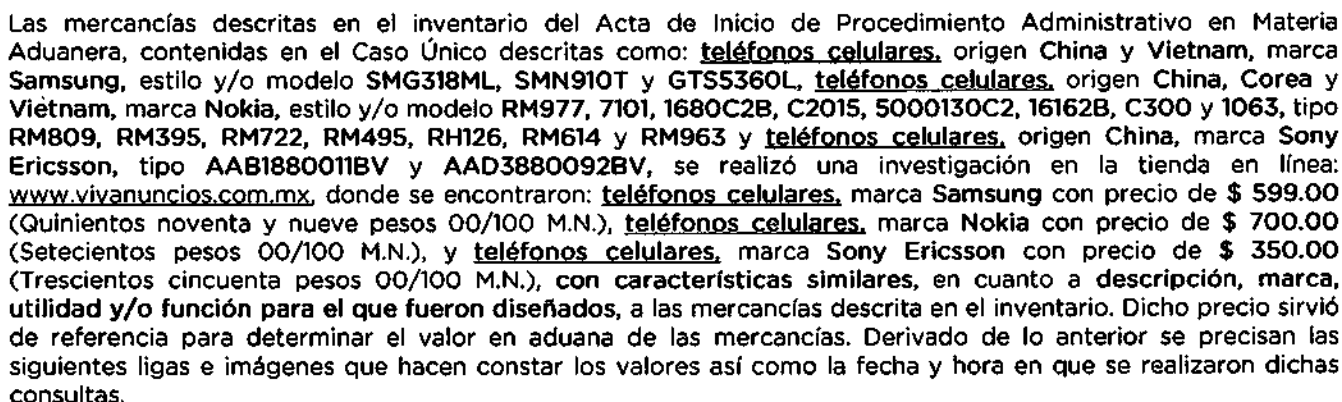 Las mercancías descritas en el inventario del Acta de Inicio de Procedimiento Administrativo en Materia
Aduanera, contenidas en el Caso Único descritas como: teléfonos celulares, origen China y Vietnam, marca
Samsung, estilo y/o modelo SMG318ML, SMN910T y GTS5360L, teléfonos celulares, origen China, Corea y
Vietnam, marca Nokia, estilo y/o modelo RM977, 7101, 1680C2B, C2015, 5000130C2, 16162B, C300 y 1063, tipo
RM809, RM395, RM722, RM495, RH126, RM614 y RM963 y teléfonos celulares, origen China, marca Sony
Ericsson, tipo AAB1880011BV y AAD3880092BV, se realizó una investigación en la tienda en línea:
www.vivanuncios.com.mx, donde se encontraron: teléfonos celulares, marca Samsung con precio de $ 599.00
(Quinientos noventa y nueve pesos 00/100 M.N.), teléfonos celulares, marca Nokia con precio de $ 700.00
(Setecientos pesos 00/100 M.N.), y teléfonos celulares, marca Sony Ericsson con precio de $ 350.00
(Trescientos cincuenta pesos 00/100 M.N.), con características similares, en cuanto a descripción, marca,
utilidad y/o función para el que fueron diseñados, a las mercancías descrita en el inventario. Dicho precio sirvió
de referencia para determinar el valor en aduana de las mercancías. Derivado de lo anterior se precisan las
siguientes ligas e imágenes que hacen constar los valores así como la fecha y hora en que se realizaron dichas
consultas.